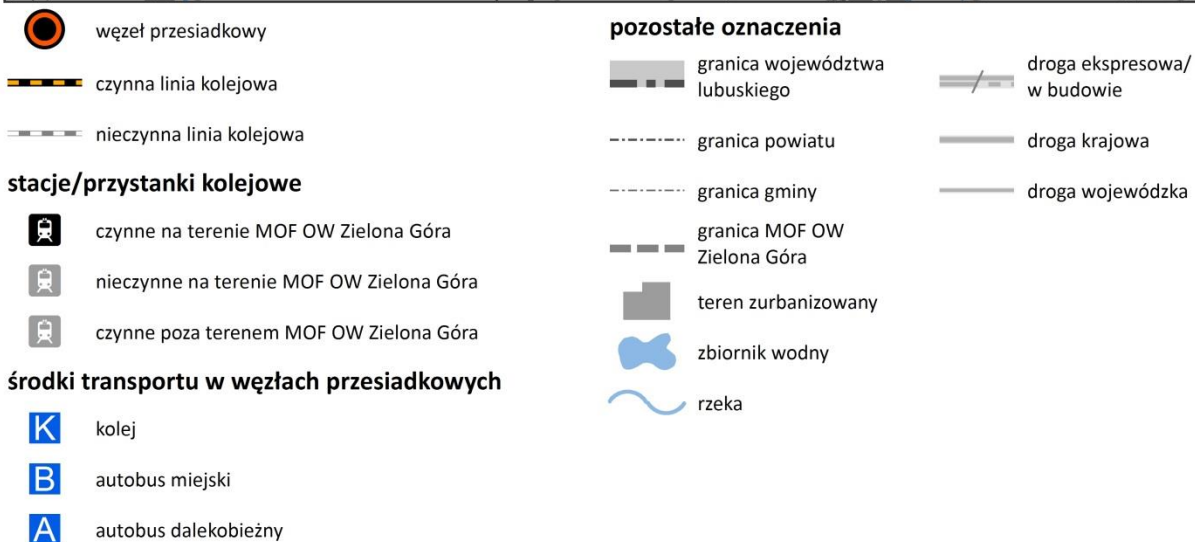 węzeł przesiadkowy
czynna linia kolejowa
nieczynna linia kolejowa
stacje/przystanki kolejowe
czynne na terenie MOF OW Zielona Góra
nieczynne na terenie MOF OW Zielona Góra
czynne poza terenem MOF OW Zielona Góra
środki transportu w węzłach przesiadkowych
K kolej
B autobus miejski
A autobus dalekobieżny
pozostałe oznaczenia
granica województwa
lubuskiego
granica powiatu
granica gminy
granica MOF OW
Zielona Góra
teren zurbanizowany
zbiornik wodny
rzeka
droga ekspresowa/
w budowie
droga krajowa
droga wojewódzka